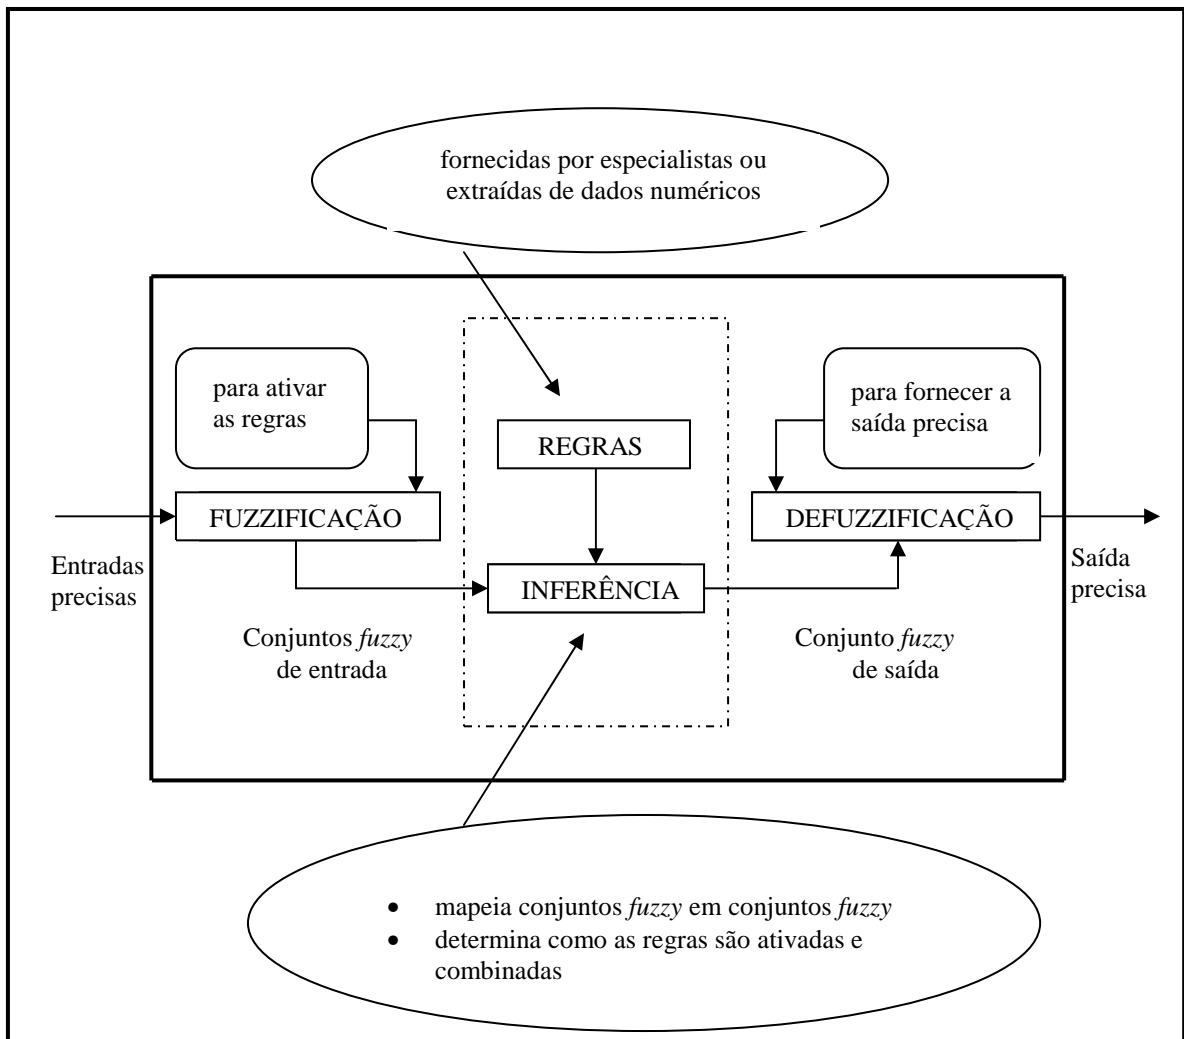 fornecidas por especialistas ou
extraídas de dados numéricos
para ativar
as regras
REGRAS
para fornecer a
saída precisa
FUZZIFICAÇÃO
DEFUZZIFICAÇÃO
Entradas
precisas
INFERÊNCIA
Saída
precisa
Conjuntos fuzzy
de entrada
Conjunto fuzzy
de saída
• mapeia conjuntos fuzzy em conjuntos fuzzy
• determina como as regras são ativadas e
combinadas